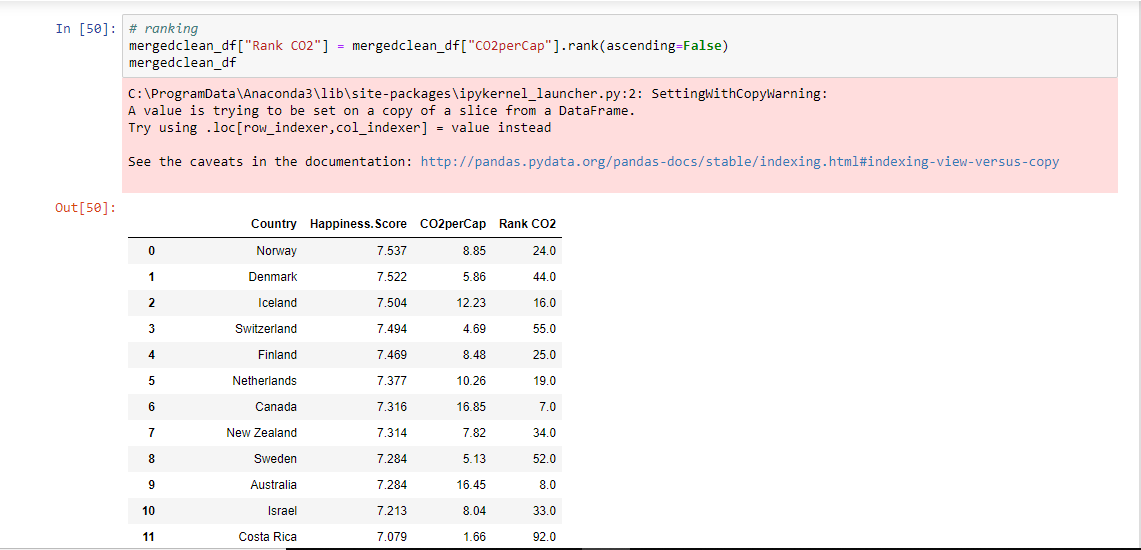 In [50]: # ranking
mergedclean_df["Rank CO2"] = mergedclean_df["CO2perCap"].rank(ascending=False)
mergedclean_df
C:\ProgramData\Anaconda3\lib\site-packages\ipykernel_launcher.py:2: SettingWithCopyWarning:
A value is trying to be set on a copy of a slice from a DataFrame.
Try using .loc[row_indexer,col_indexer] = value instead
See the caveats in the documentation: http://pandas.pydata.org/pandas-docs/stable/indexing.html#indexing-view-versus-copy
Out[50]:
Country Happiness.Score CO2perCap Rank CO2
0 Norway 7.537 8.85 24.0
1 Denmark 7.522 5.86 44.0
2 Iceland 7.504 12.23 16.0
3 Switzerland 7.494 4.69 55.0
4 Finland 7.469 8.48 25.0
5 Netherlands 7.377 10.26 19.0
6 Canada 7.316 16.85 7.0
7 New Zealand 7.314 7.82 34.0
8 Sweden 7.284 5.13 52.0
9 Australia 7.284 16.45 8.0
10 Israel 7.213 8.04 33.0
11 Costa Rica 7.079 1.66 92.0